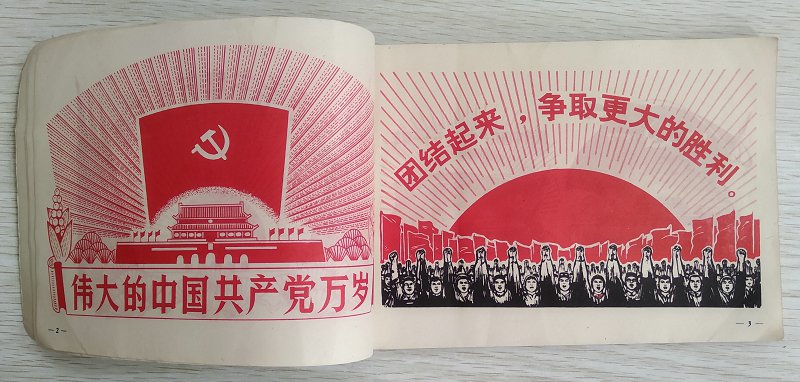 伟大的中国共产党万岁
— 2 —
团结起来，争取更大的胜利。
— 3 —